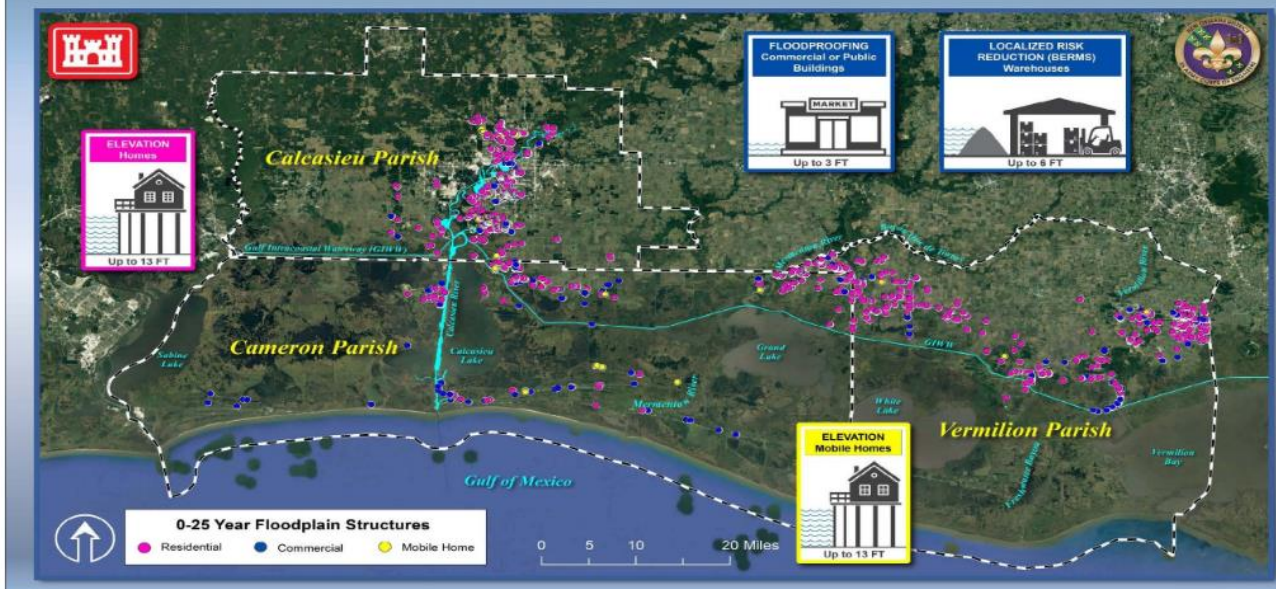 ELEVATION
Homes
Up to 13 FT
FLOODPROOFING
Commercial or Public
Buildings
MARKET
Up to 3 FT
LOCALIZED RISK
REDUCTION (BERMS)
Warehouses
Up to 6 FT
Calcasieu Parish
Gulf Intracoastal Waterway (GIWW)
Mermentau River
Vermilion River
Calcasieu River
Cameron Parish
Sabine
Lake
Calcasieu
Lake
Grand
Lake
GIWW
White
Lake
Vermilion Parish
Vermilion
Bay
Gulf of Mexico
ELEVATION
Mobile Homes
Up to 13 FT
0-25 Year Floodplain Structures
Residential
Commercial
Mobile Home
0 5 10 20 Miles